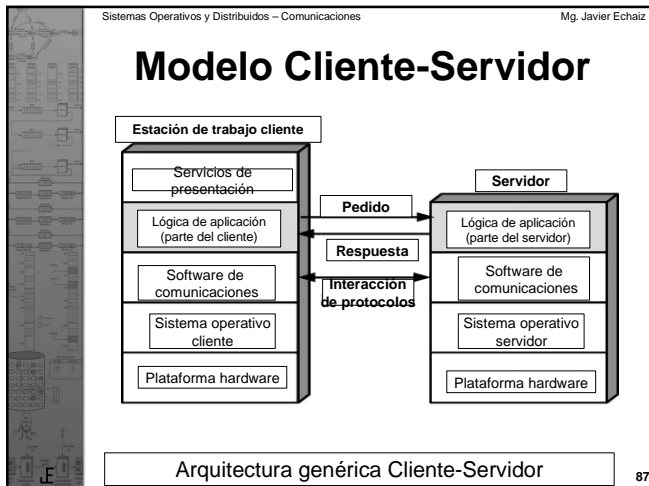 Sistemas Operativos y Distribuidos – Comunicaciones
Mg. Javier Echaiz
Modelo Cliente-Servidor
Estación de trabajo cliente
Servicios de
presentación
Lógica de aplicación
(parte del cliente)
Software de
comunicaciones
Sistema operativo
cliente
Plataforma hardware
Pedido
Respuesta
Interacción
de protocolos
Servidor
Lógica de aplicación
(parte del servidor)
Software de
comunicaciones
Sistema operativo
servidor
Plataforma hardware
Arquitectura genérica Cliente-Servidor
87